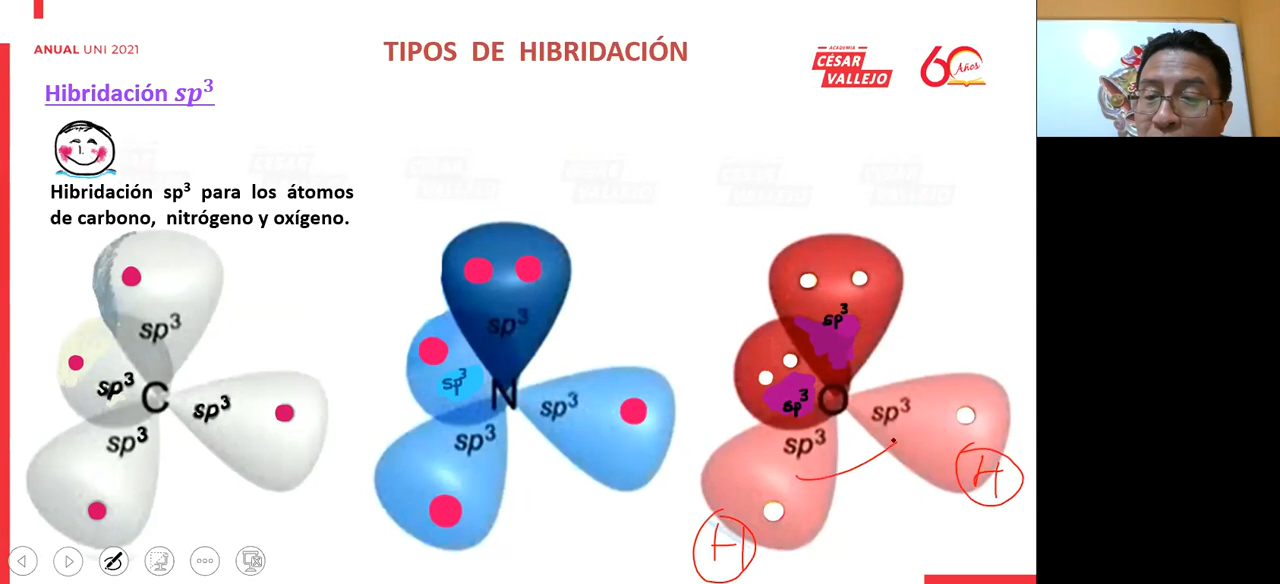 ANUAL UNI 2021
TIPOS DE HIBRIDACIÓN
ACADEMIA
CÉSAR
VALLEJO
60
Años
Hibridación sp³
Hibridación sp³ para los átomos
de carbono, nitrógeno y oxígeno.
sp³
sp³
C
sp³
sp³
sp³
sp³
N
sp³
sp³
sp³
sp³
O
sp³
sp³
H
H